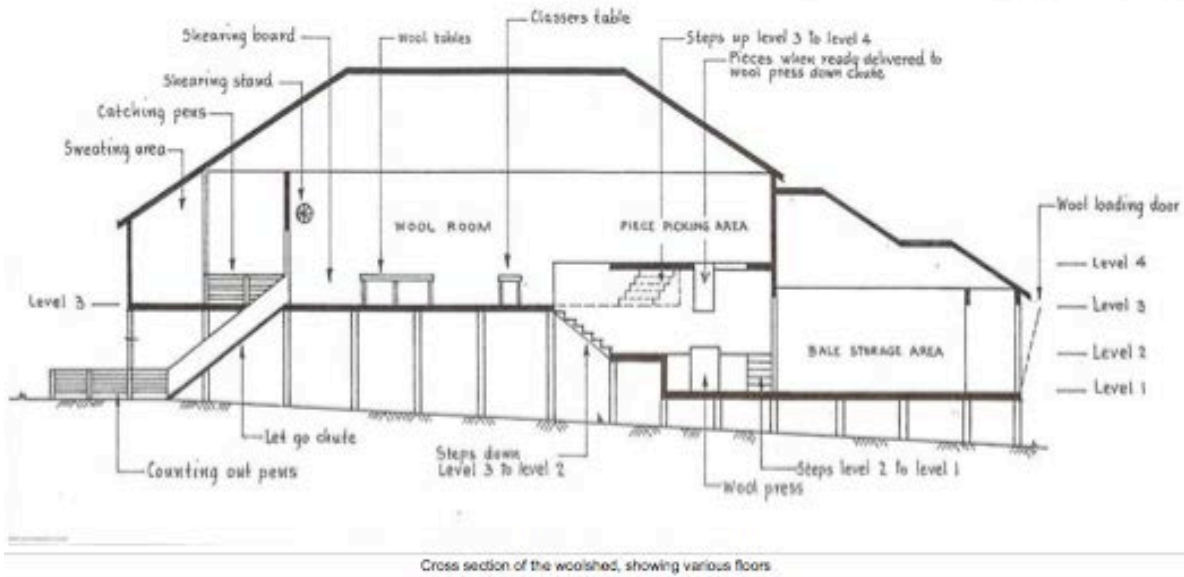 Classers table
Shearing board
Wool tables
Steps up level 3 to level 4
Pieces when ready delivered to
wool press down chute
Shearing stand
Catching pens
Sweating area
Wool loading door
WOOL ROOM
PIECE PICKING AREA
Level 4
Level 3
Level 3
BALE STORAGE AREA
Level 2
Level 1
Let go chute
Counting out pens
Steps down
Level 3 to level 2
Steps level 2 to level 1
Wool press
Cross section of the woolshed, showing various floors